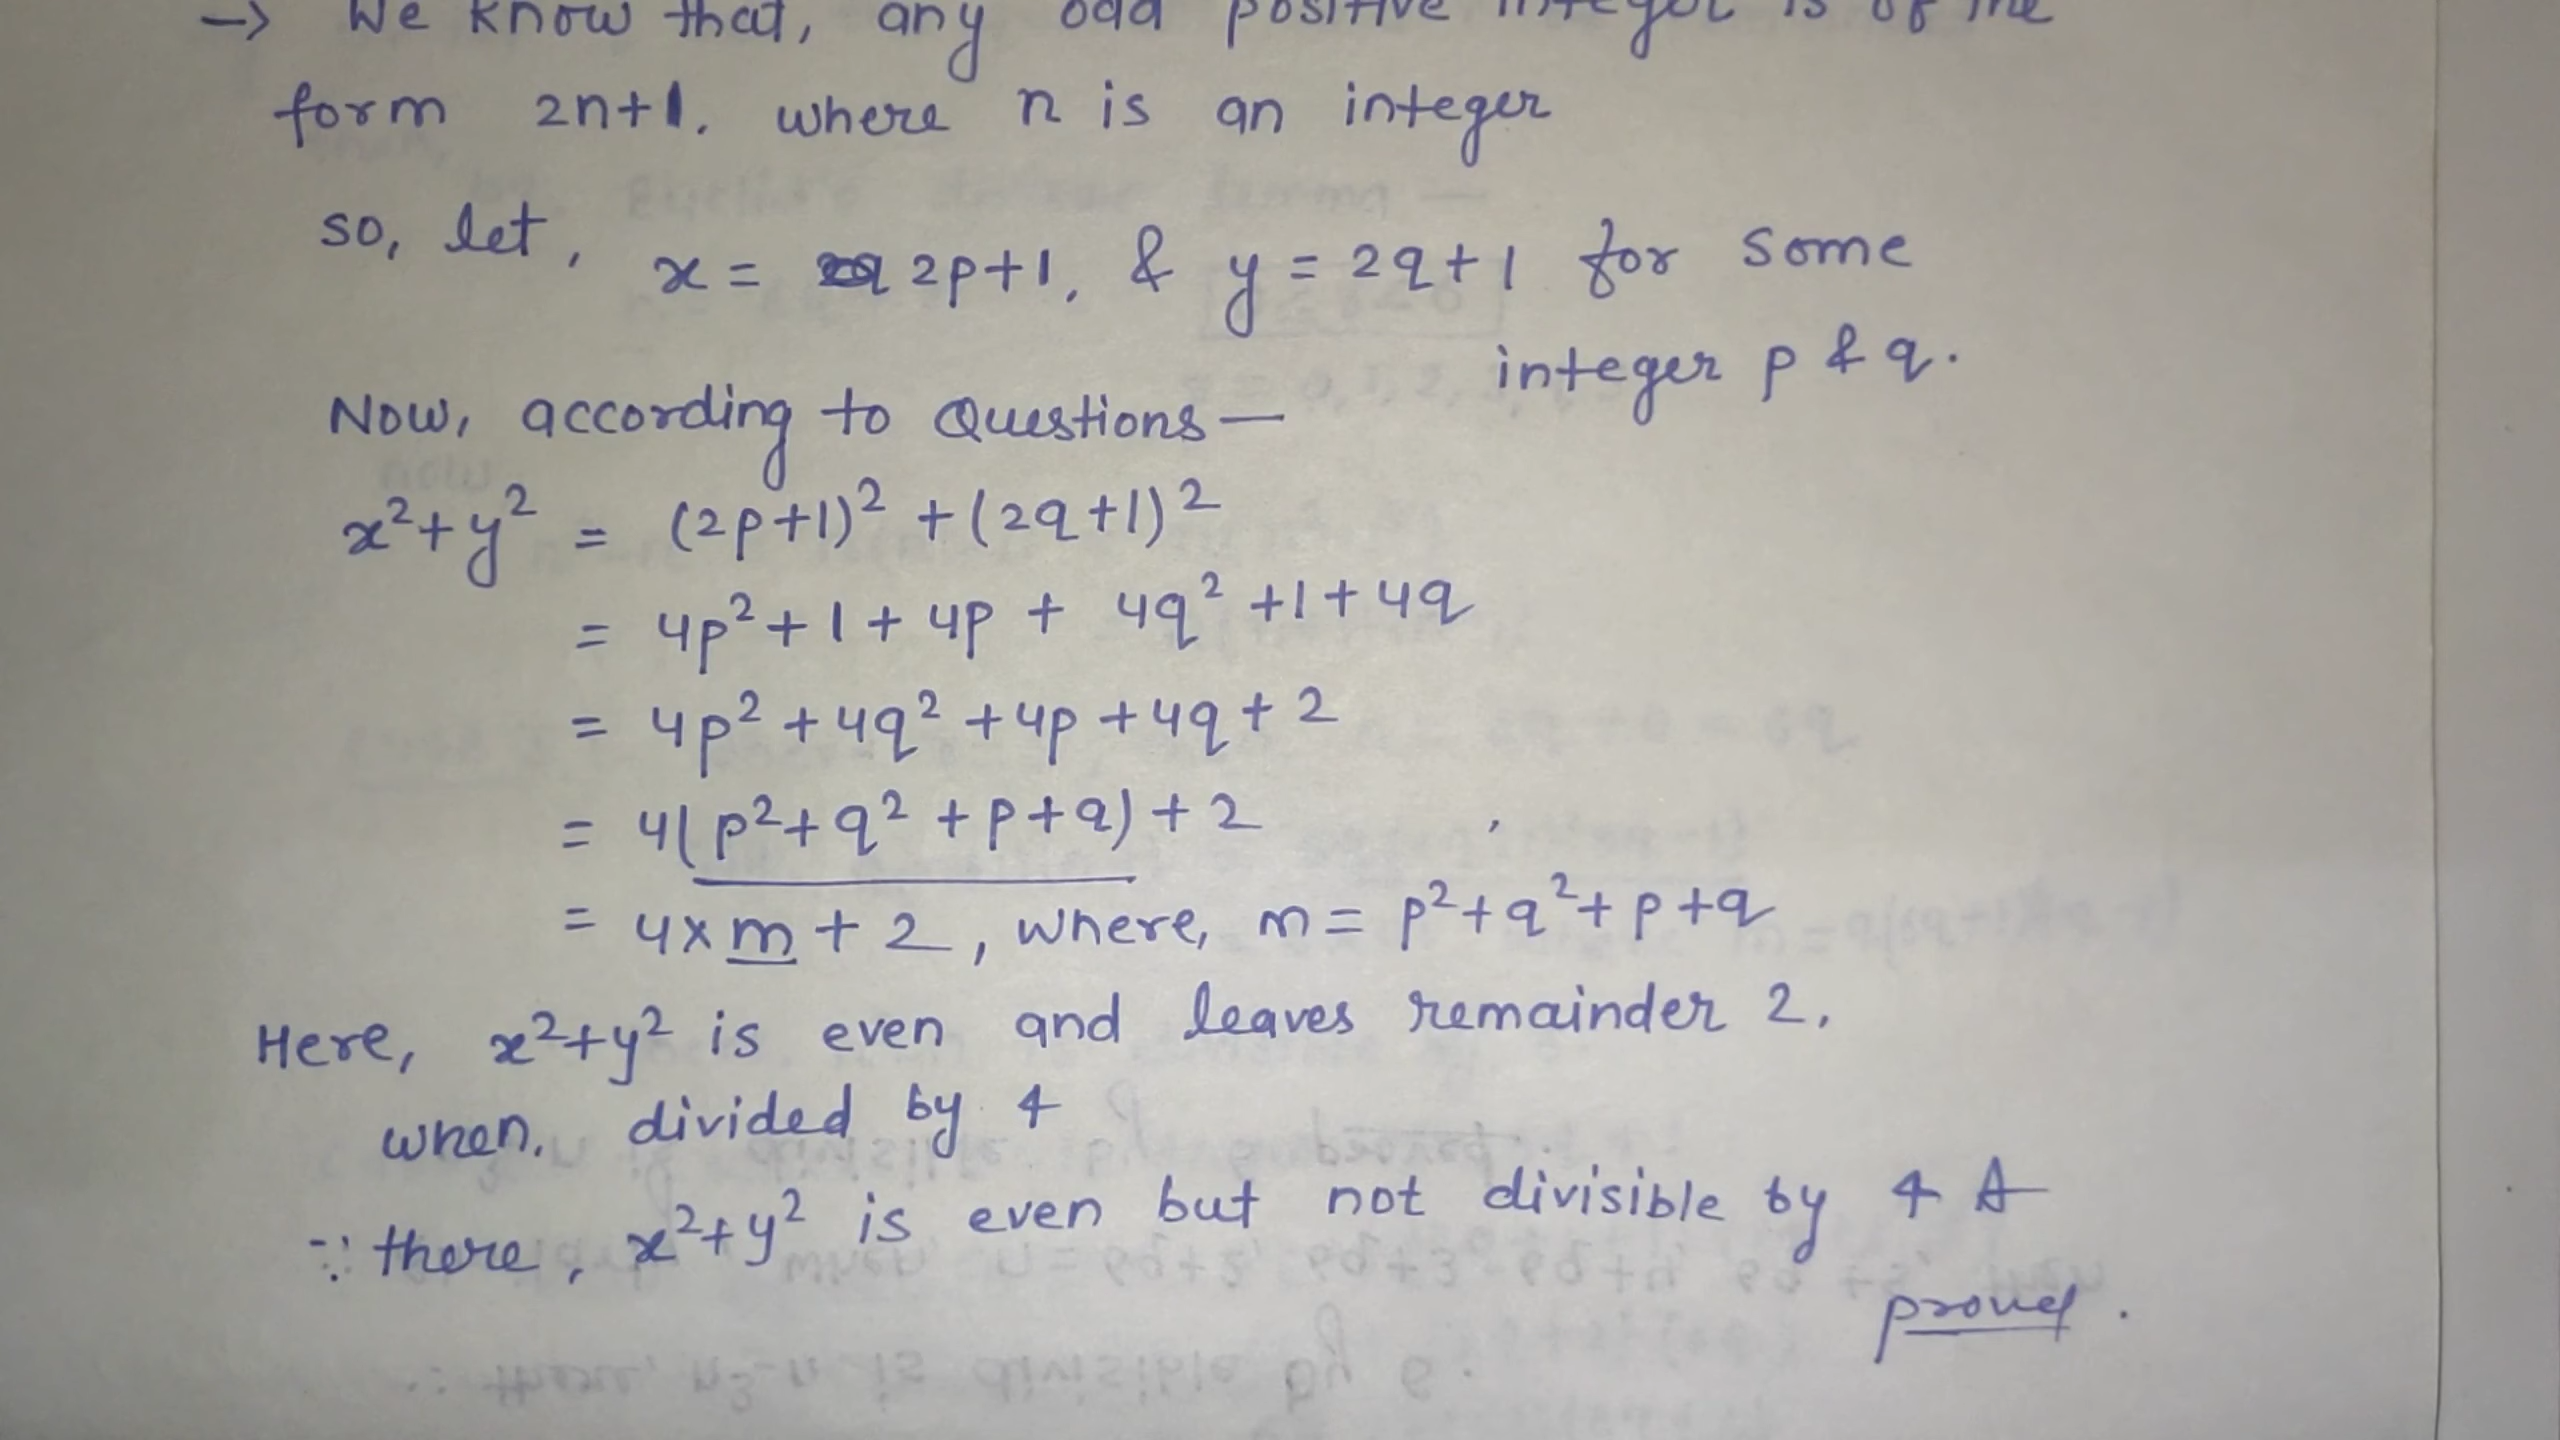 → We know that, any odd positive integer is of the
form 2n+1. where n is an integer
so, let, x = 2p+1, & y = 2q+1 for some
integer p & q.
Now, according to Questions —
x²+y² = (2p+1)² + (2q+1)²
= 4p²+1+4p + 4q²+1+4q
= 4p²+4q²+4p+4q+2
= 4(p²+q²+p+q)+2
= 4×m+2, where, m = p²+q²+p+q
Here, x²+y² is even and leaves remainder 2.
when. divided by 4
∵ there, x²+y² is even but not divisible by 4
proved.